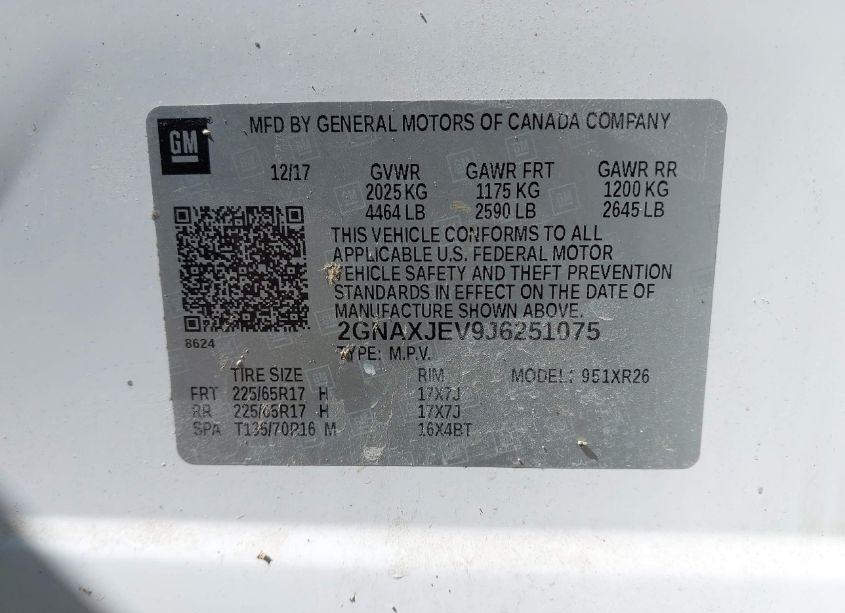 GM
MFD BY GENERAL MOTORS OF CANADA COMPANY
12/17 GVWR GAWR FRT GAWR RR
2025 KG 1175 KG 1200 KG
4464 LB 2590 LB 2645 LB
THIS VEHICLE CONFORMS TO ALL
APPLICABLE U.S. FEDERAL MOTOR
VEHICLE SAFETY AND THEFT PREVENTION
STANDARDS IN EFFECT ON THE DATE OF
MANUFACTURE SHOWN ABOVE.
8624
2GNAXJEV9J6251075
TYPE: M.P.V.
TIRE SIZE RIM MODEL: 951XR26
FRT 225/65R17 H 17X7J
RR 225/65R17 H 17X7J
SPA T135/70R16 M 16X4BT